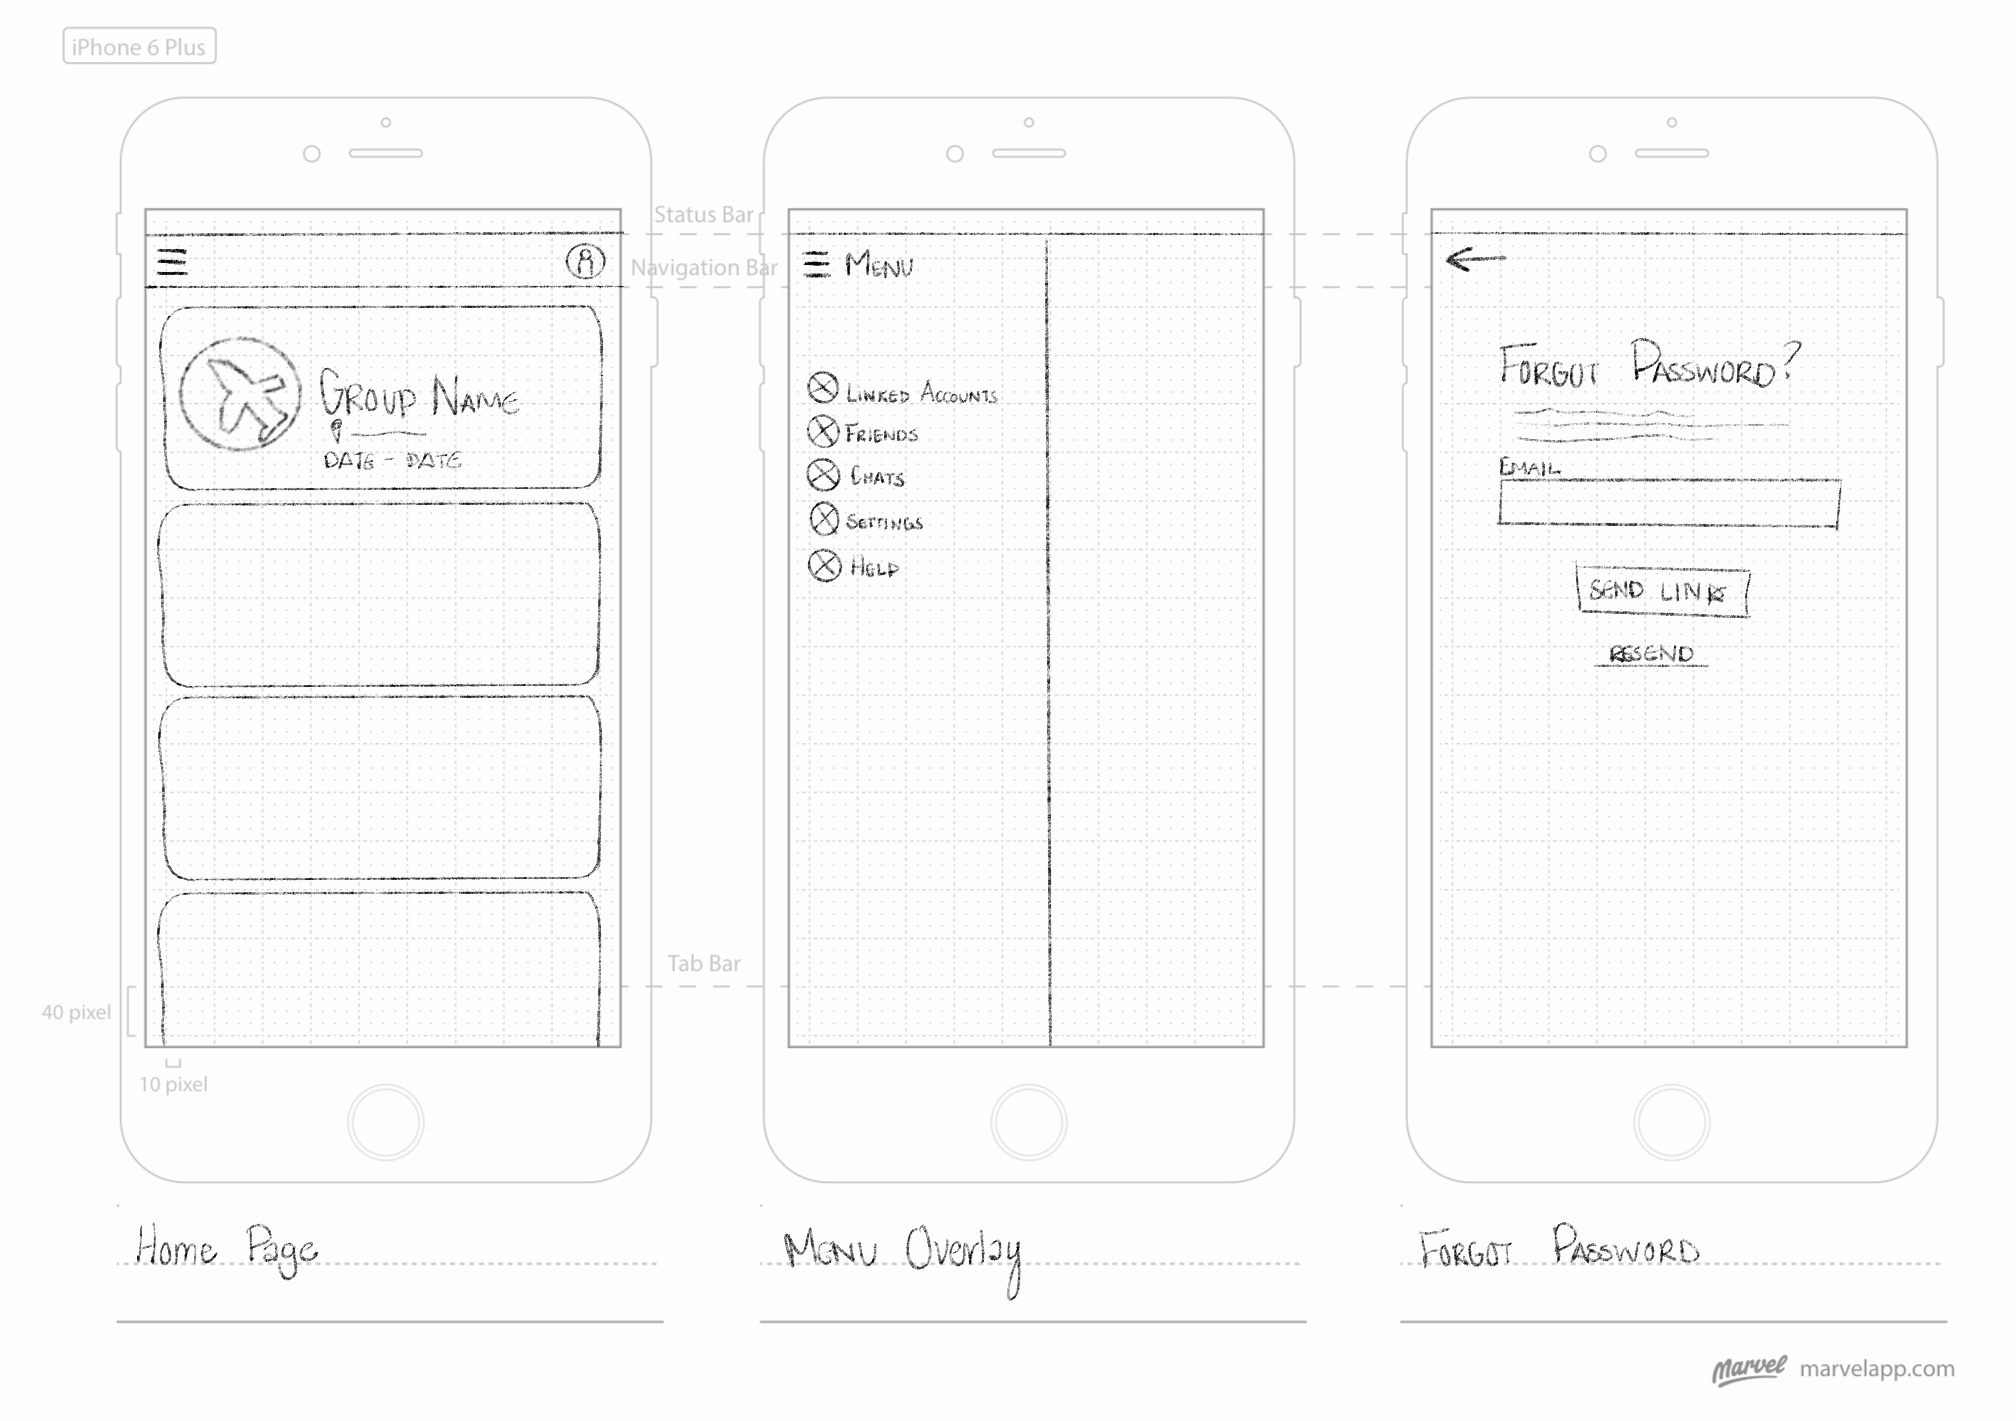 iPhone 6 Plus
Status Bar
Navigation Bar
Tab Bar
40 pixel
10 pixel
GROUP NAME
DATE - DATE
Home Page
MENU
LINKED ACCOUNTS
FRIENDS
CHATS
SETTINGS
HELP
MENU Overlay
FORGOT PASSWORD?
EMAIL
SEND LINK
RESEND
FORGOT PASSWORD
Marvel marvelapp.com